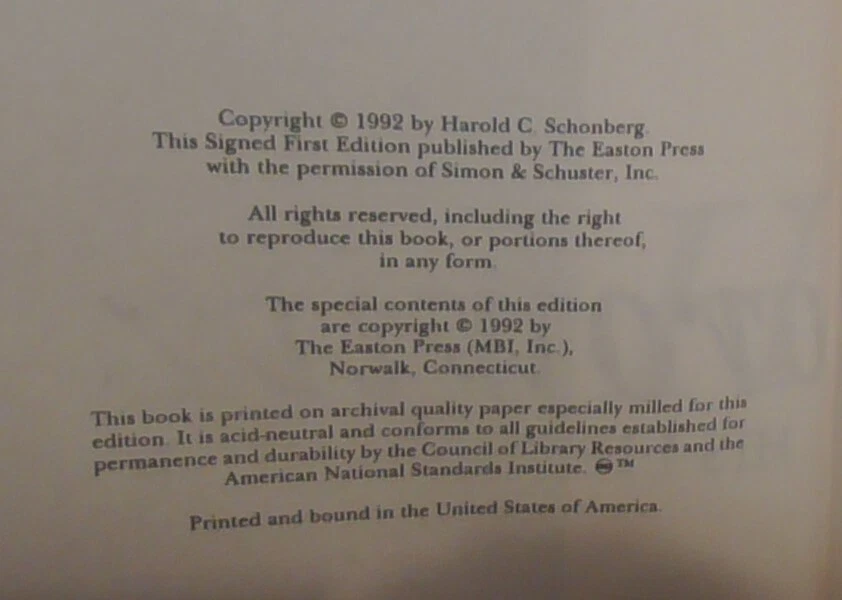 Copyright © 1992 by Harold C. Schonberg.
This Signed First Edition published by The Easton Press
with the permission of Simon & Schuster, Inc.
All rights reserved, including the right
to reproduce this book, or portions thereof,
in any form.
The special contents of this edition
are copyright © 1992 by
The Easton Press (MBI, Inc.),
Norwalk, Connecticut.
This book is printed on archival quality paper especially milled for this
edition. It is acid-neutral and conforms to all guidelines established for
permanence and durability by the Council of Library Resources and the
American National Standards Institute. ™
Printed and bound in the United States of America.